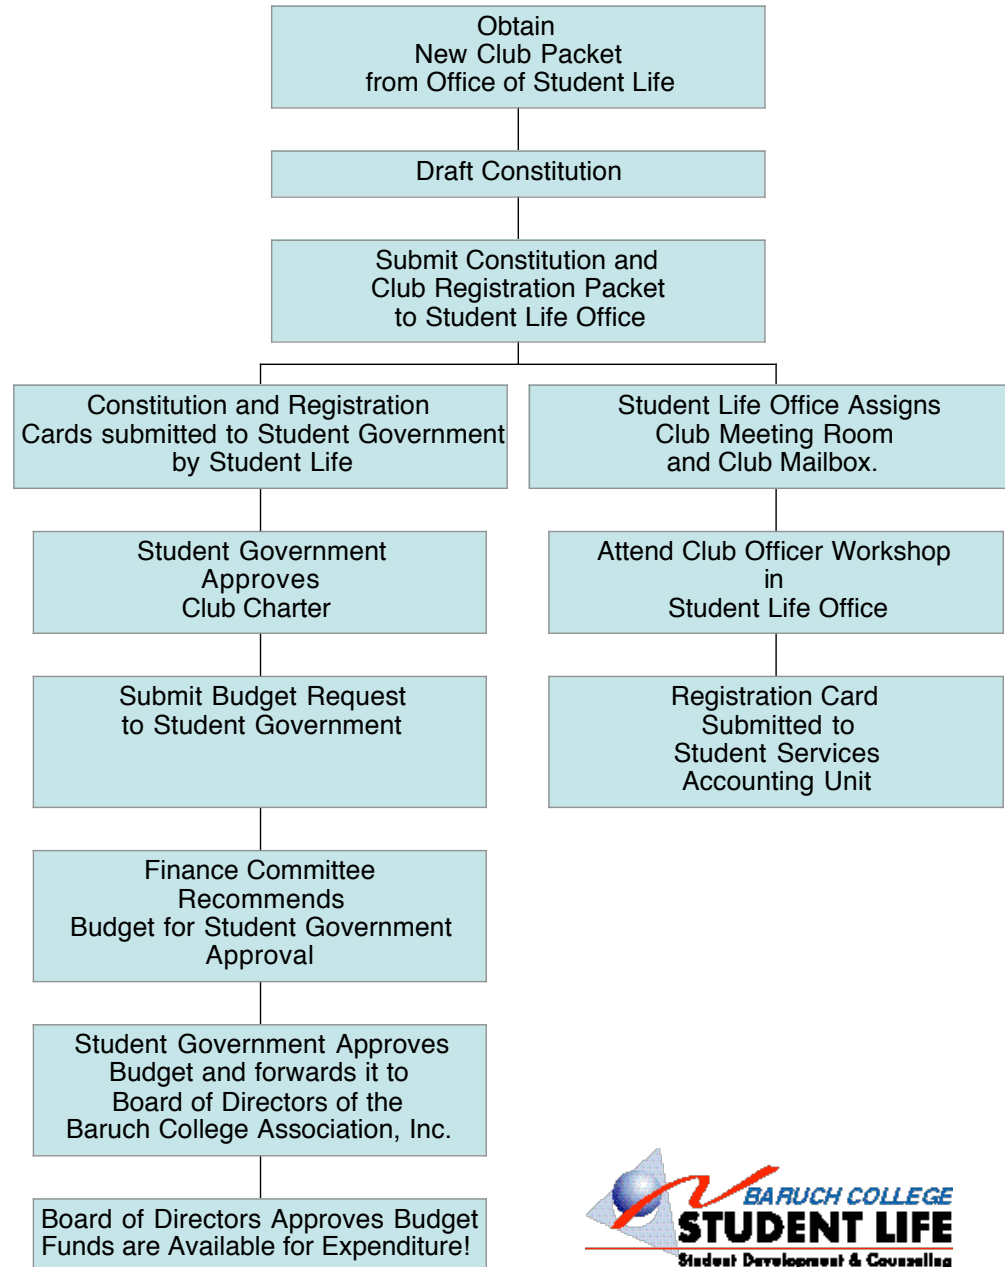 Obtain
New Club Packet
from Office of Student Life
Draft Constitution
Submit Constitution and
Club Registration Packet
to Student Life Office
Constitution and Registration
Cards submitted to Student Government
by Student Life
Student Government
Approves
Club Charter
Submit Budget Request
to Student Government
Finance Committee
Recommends
Budget for Student Government
Approval
Student Government Approves
Budget and forwards it to
Board of Directors of the
Baruch College Association, Inc.
Board of Directors Approves Budget
Funds are Available for Expenditure!
Student Life Office Assigns
Club Meeting Room
and Club Mailbox.
Attend Club Officer Workshop
in
Student Life Office
Registration Card
Submitted to
Student Services
Accounting Unit
BARUCH COLLEGE
STUDENT LIFE
Student Development & Counseling